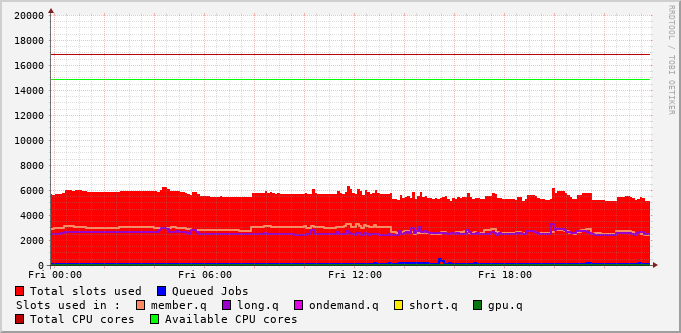 20000
18000
16000
14000
12000
10000
8000
6000
4000
2000
0
Fri 00:00 Fri 06:00 Fri 12:00 Fri 18:00
RRDTOOL / TOBI OETIKER
Total slots used Queued Jobs
Slots used in : member.q long.q ondemand.q short.q gpu.q
Total CPU cores Available CPU cores